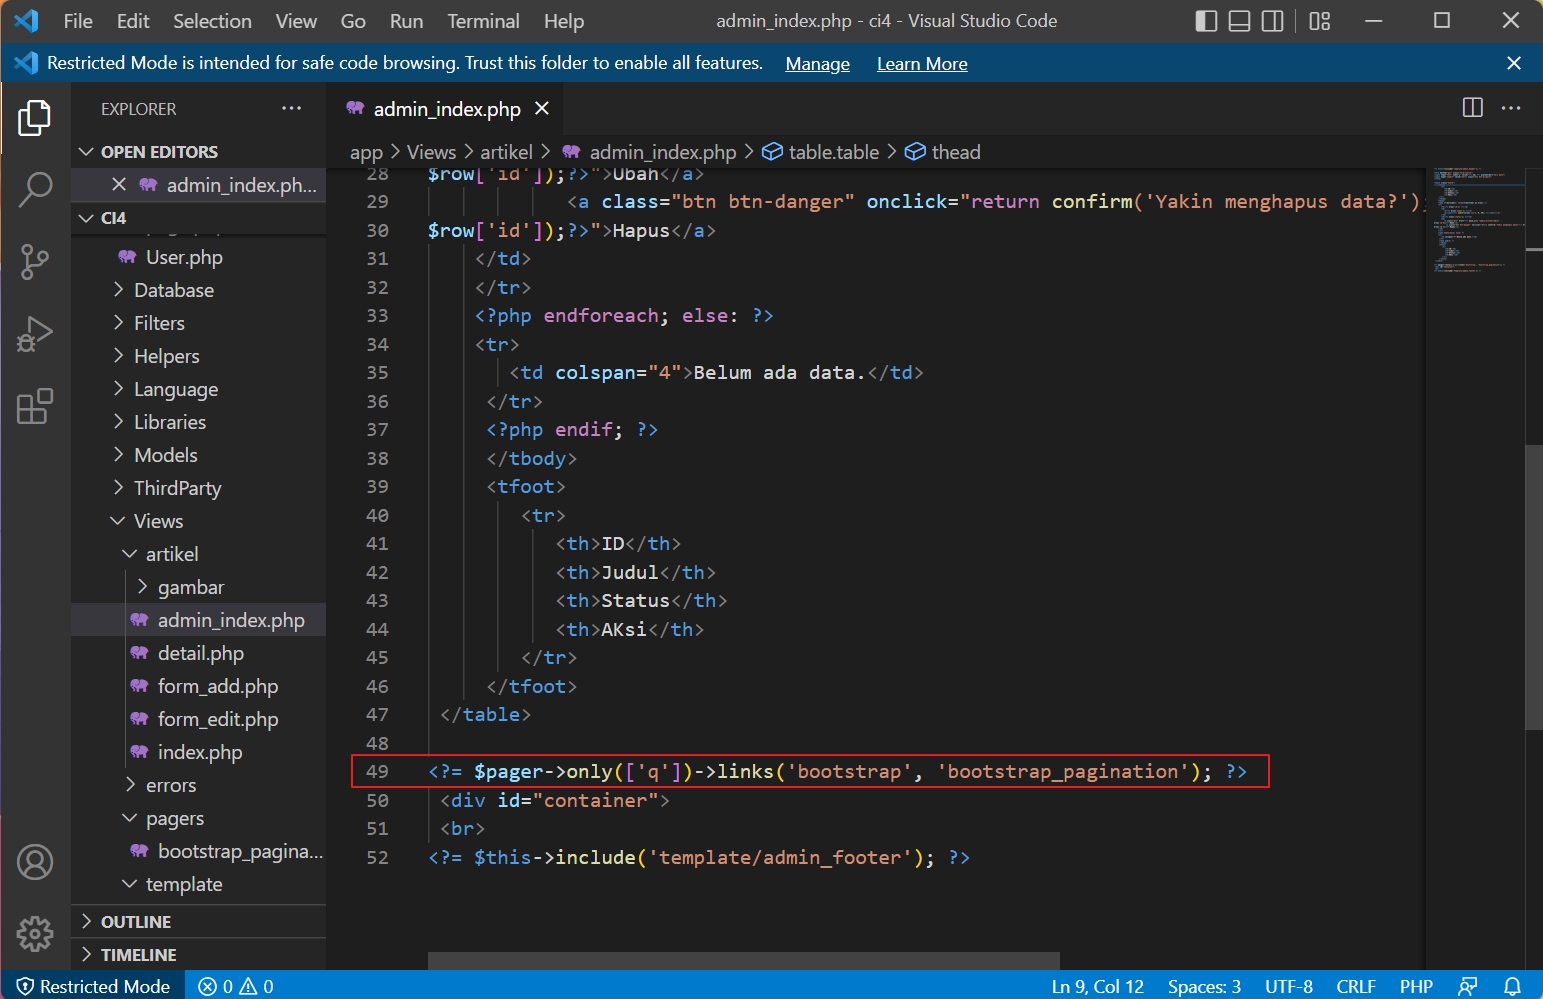 File Edit Selection View Go Run Terminal Help admin_index.php - ci4 - Visual Studio Code
Restricted Mode is intended for safe code browsing. Trust this folder to enable all features. Manage Learn More
EXPLORER
OPEN EDITORS
admin_index.ph...
CI4
User.php
Database
Filters
Helpers
Language
Libraries
Models
ThirdParty
Views
artikel
gambar
admin_index.php
detail.php
form_add.php
form_edit.php
index.php
errors
pagers
bootstrap_pagina...
template
OUTLINE
TIMELINE
admin_index.php
app > Views > artikel > admin_index.php > table.table > thead
28 $row['id']);?>">Ubah</a>
29 <a class="btn btn-danger" onclick="return confirm('Yakin menghapus data?');
30 $row['id']);?>">Hapus</a>
31 </td>
32 </tr>
33 <?php endforeach; else: ?>
34 <tr>
35 <td colspan="4">Belum ada data.</td>
36 </tr>
37 <?php endif; ?>
38 </tbody>
39 <tfoot>
40 <tr>
41 <th>ID</th>
42 <th>Judul</th>
43 <th>Status</th>
44 <th>AKsi</th>
45 </tr>
46 </tfoot>
47 </table>
48
49 <?= $pager->only(['q'])->links('bootstrap', 'bootstrap_pagination'); ?>
50 <div id="container">
51 <br>
52 <?= $this->include('template/admin_footer'); ?>
Restricted Mode 0 0 Ln 9, Col 12 Spaces: 3 UTF-8 CRLF PHP